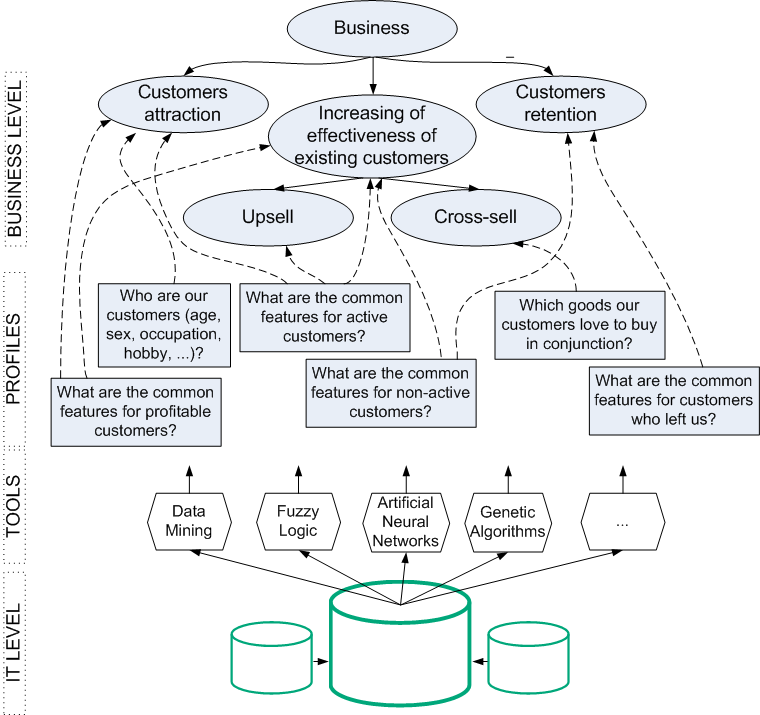 Business
BUSINESS LEVEL
Customers
attraction
Increasing of
effectiveness of
existing customers
Customers
retention
Upsell
Cross-sell
PROFILES
Who are our
customers (age,
sex, occupation,
hobby, ...)?
What are the common
features for active
customers?
Which goods our
customers love to buy
in conjunction?
What are the common
features for profitable
customers?
What are the common
features for non-active
customers?
What are the common
features for customers
who left us?
TOOLS
Data
Mining
Fuzzy
Logic
Artificial
Neural
Networks
Genetic
Algorithms
...
IT LEVEL